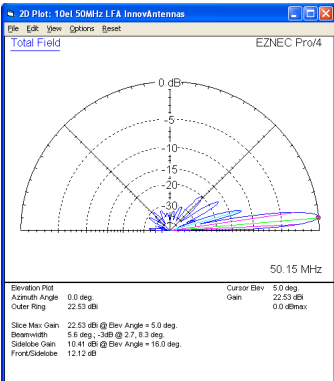 2D Plot: 10el 50MHz LFA InnovAntennas
File Edit View Options Reset
Total Field EZNEC Pro/4
0 dB
-5
-10
-15
-20
-30
50.15 MHz
Elevation Plot Cursor Elev 5.0 deg.
Azimuth Angle 0.0 deg. Gain 22.53 dBi
Outer Ring 22.53 dBi 0.0 dBmax
Slice Max Gain 22.53 dBi @ Elev Angle = 5.0 deg.
Beamwidth 5.6 deg.; -3dB @ 2.7, 8.3 deg.
Sidelobe Gain 10.41 dBi @ Elev Angle = 16.0 deg.
Front/Sidelobe 12.12 dB